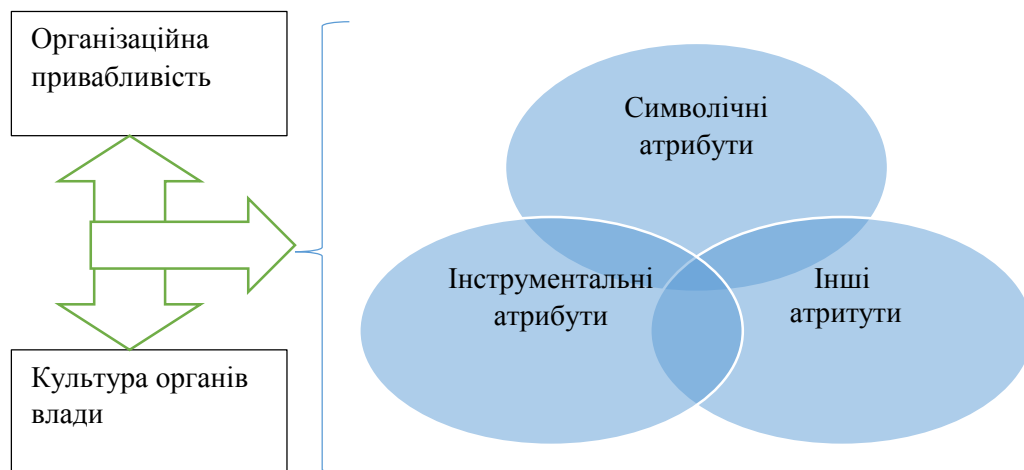 Організаційна
привабливість
Культура органів
влади
Символічні
атрибути
Інструментальні
атрибути
Інші
атритути